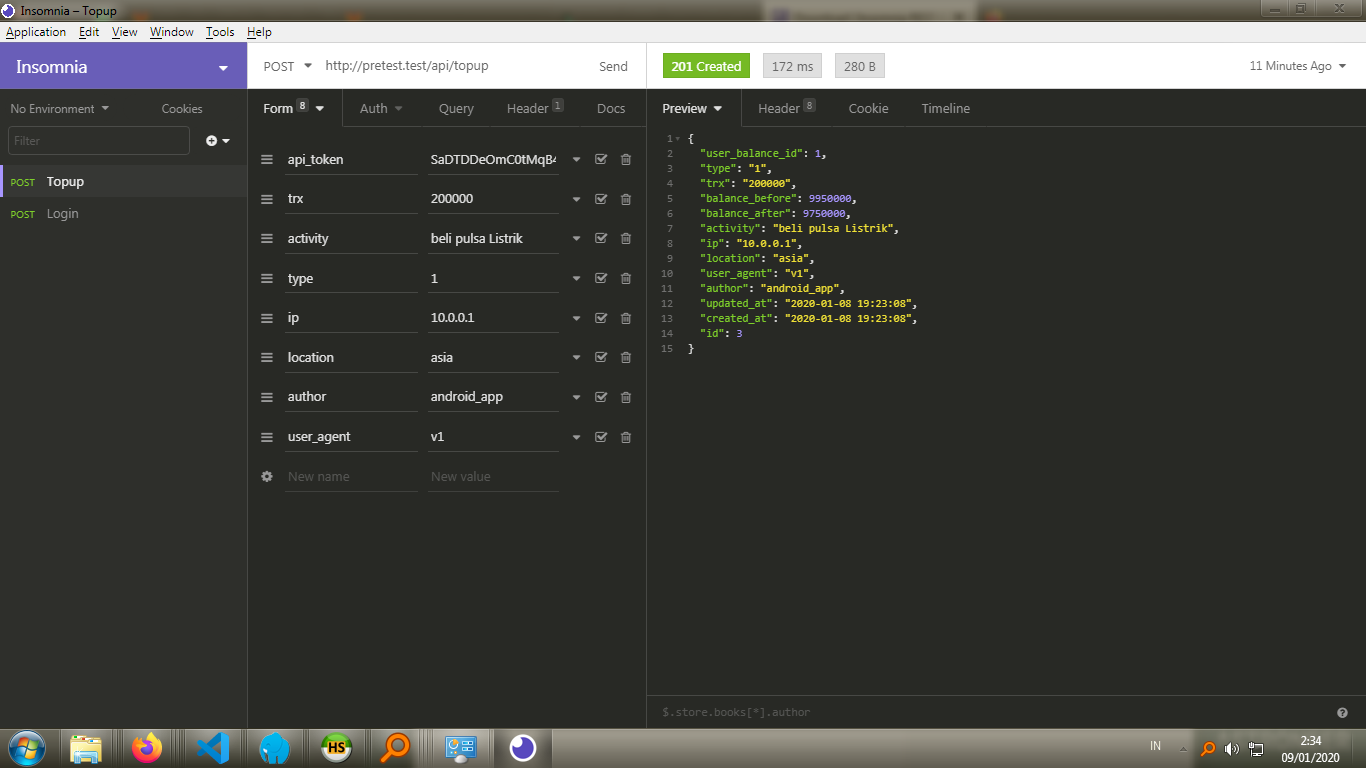 Insomnia – Topup
Application Edit View Window Tools Help
Insomnia
POST http://pretest.test/api/topup Send
201 Created 172 ms 280 B 11 Minutes Ago
No Environment Cookies
Form 8 Auth Query Header 1 Docs
Preview Header 8 Cookie Timeline
Filter
POST Topup
POST Login
api_token SaDTDDeOmC0tMqB4
trx 200000
activity beli pulsa Listrik
type 1
ip 10.0.0.1
location asia
author android_app
user_agent v1
New name New value
1 {
2 "user_balance_id": 1,
3 "type": "1",
4 "trx": "200000",
5 "balance_before": 9950000,
6 "balance_after": 9750000,
7 "activity": "beli pulsa Listrik",
8 "ip": "10.0.0.1",
9 "location": "asia",
10 "user_agent": "v1",
11 "author": "android_app",
12 "updated_at": "2020-01-08 19:23:08",
13 "created_at": "2020-01-08 19:23:08",
14 "id": 3
15 }
$.store.books[*].author
HS
IN
2:34
09/01/2020